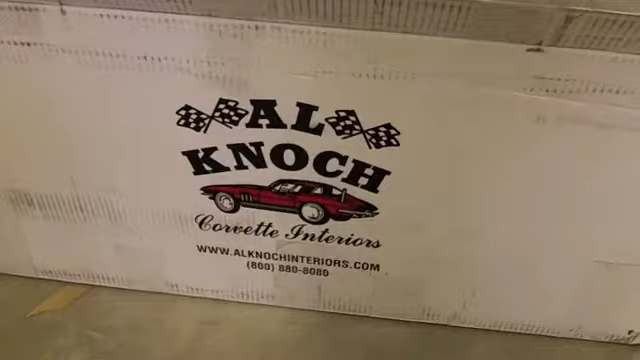 AL
KNOCH
Corvette Interiors
WWW.ALKNOCHINTERIORS.COM
(800) 880-8080